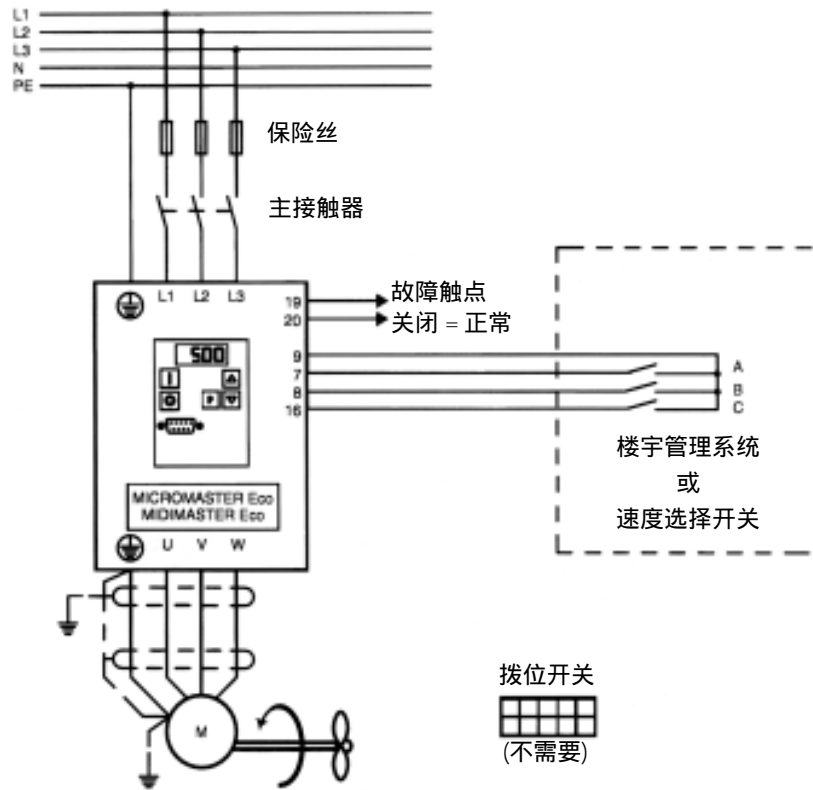 L1
L2
L3
N
PE
保险丝
主接触器
L1 L2 L3
19
故障触点
20
关闭 = 正常
500
9
7
8
16
A
B
C
P
楼宇管理系统
或
速度选择开关
MICROMASTER Eco
MIDIMASTER Eco
U V W
M
拨位开关
(不需要)